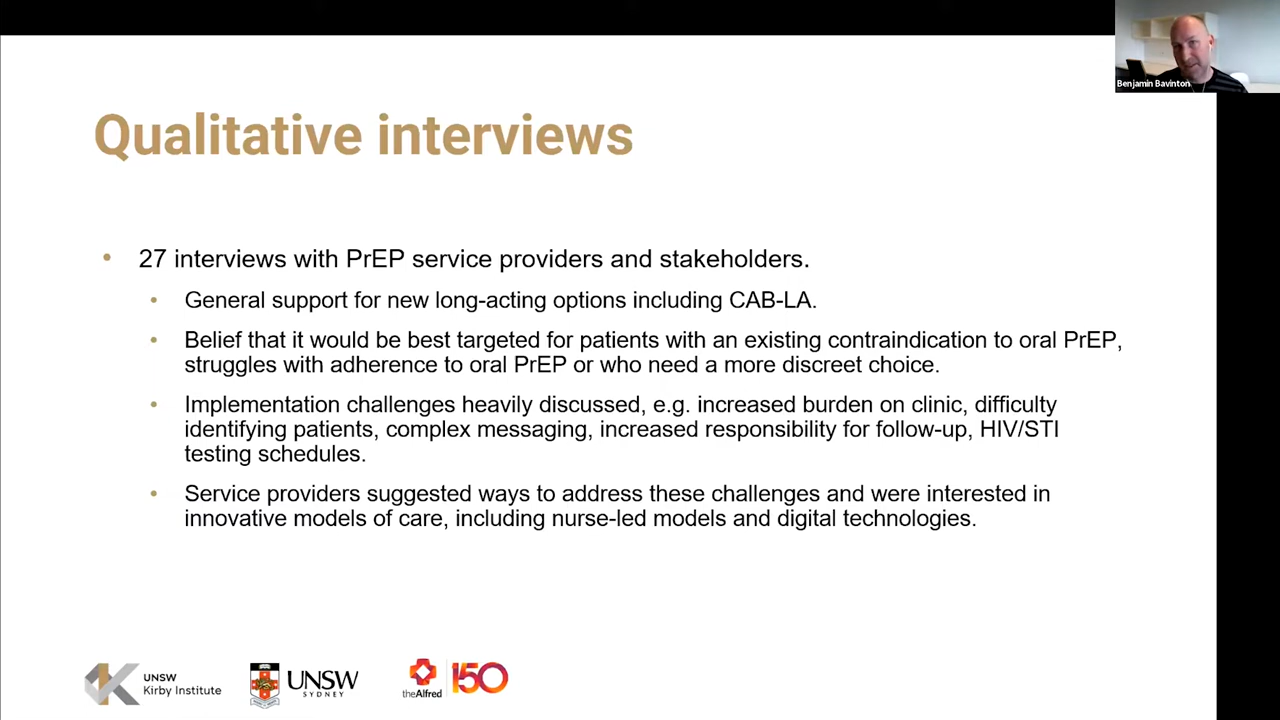 Benjamin Bavinton
Qualitative interviews
• 27 interviews with PrEP service providers and stakeholders.
• General support for new long-acting options including CAB-LA.
• Belief that it would be best targeted for patients with an existing contraindication to oral PrEP,
struggles with adherence to oral PrEP or who need a more discreet choice.
• Implementation challenges heavily discussed, e.g. increased burden on clinic, difficulty
identifying patients, complex messaging, increased responsibility for follow-up, HIV/STI
testing schedules.
• Service providers suggested ways to address these challenges and were interested in
innovative models of care, including nurse-led models and digital technologies.
UNSW
Kirby Institute
UNSW
SYDNEY
theAlfred
150